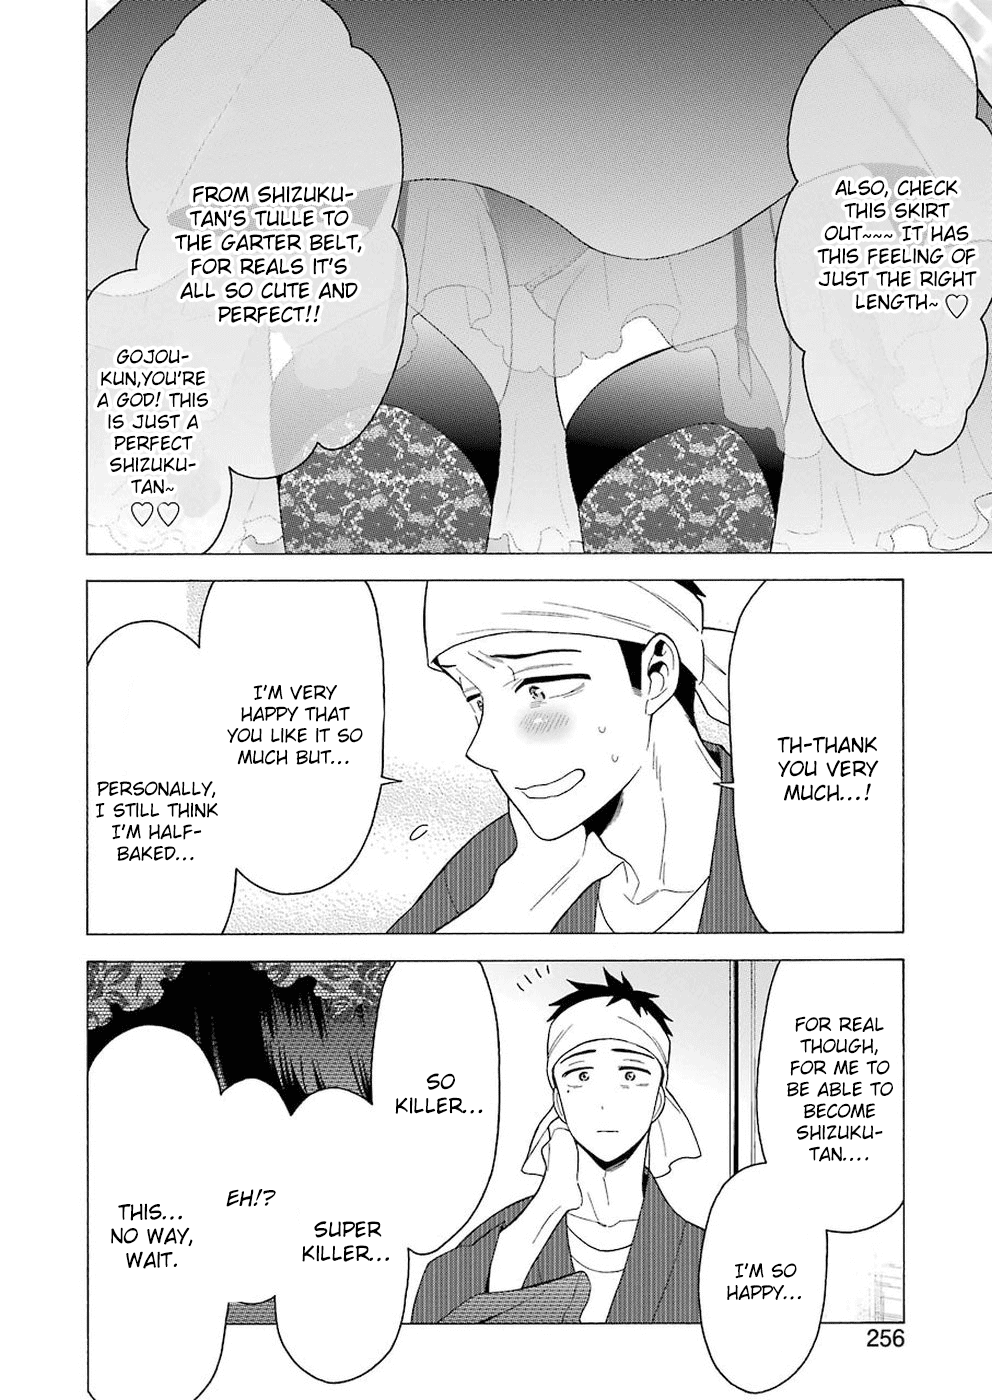 ALSO, CHECK
THIS SKIRT
OUT~~~ IT HAS
THIS FEELING OF
JUST THE RIGHT
LENGTH~ ♡
FROM SHIZUKU-
TAN'S TULLE TO
THE GARTER BELT,
FOR REALS IT'S
ALL SO CUTE AND
PERFECT!!
GOJOU-
KUN,YOU'RE
A GOD! THIS
IS JUST A
PERFECT
SHIZUKU-
TAN~
♡♡
TH-THANK
YOU VERY
MUCH...!
I'M VERY
HAPPY THAT
YOU LIKE IT SO
MUCH BUT...
PERSONALLY,
I STILL THINK
I'M HALF-
BAKED...
FOR REAL
THOUGH,
FOR ME TO
BE ABLE TO
BECOME
SHIZUKU-
TAN....
I'M SO
HAPPY...
SO
KILLER...
SUPER
KILLER...
EH!?
THIS...
NO WAY,
WAIT.
256